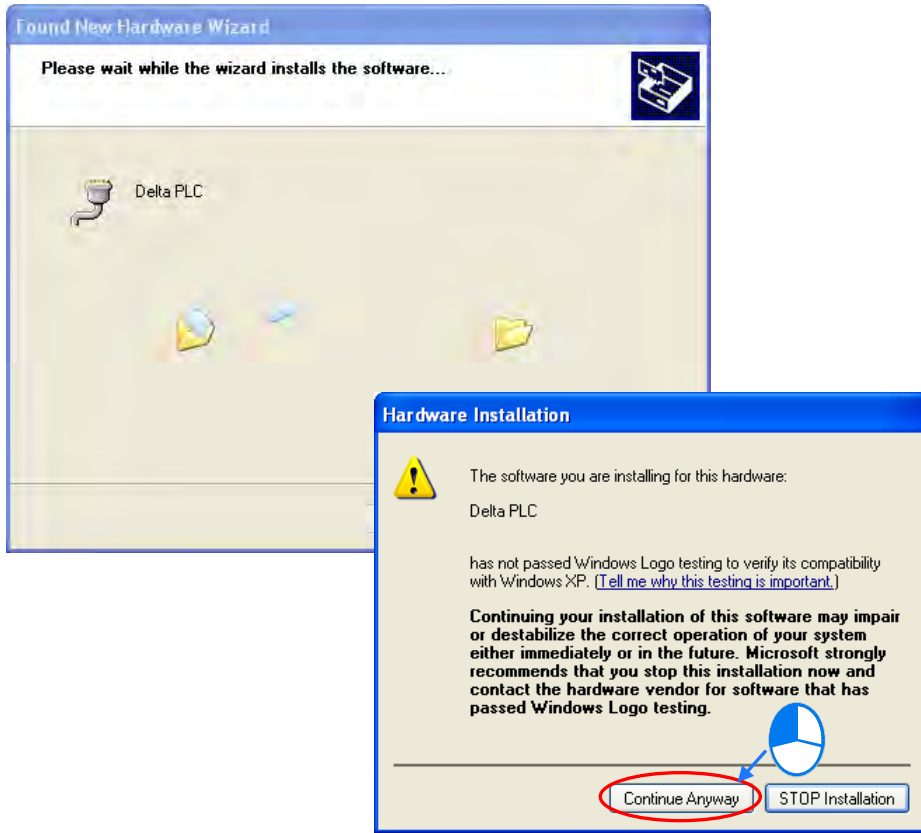 Found New Hardware Wizard
Please wait while the wizard installs the software...
Delta PLC
Hardware Installation
The software you are installing for this hardware:
Delta PLC
has not passed Windows Logo testing to verify its compatibility
with Windows XP. (Tell me why this testing is important.)
Continuing your installation of this software may impair
or destabilize the correct operation of your system
either immediately or in the future. Microsoft strongly
recommends that you stop this installation now and
contact the hardware vendor for software that has
passed Windows Logo testing.
Continue Anyway
STOP Installation